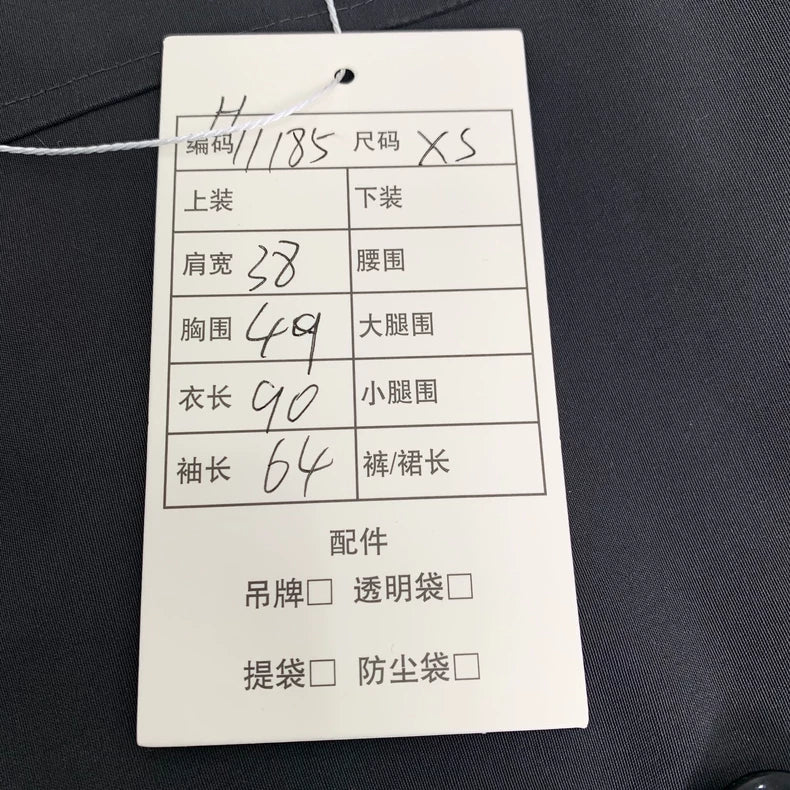 H
编码 11185 尺码 XS
上装 下装
肩宽 38 腰围
胸围 49 大腿围
衣长 90 小腿围
袖长 64 裤/裙长
配件
吊牌□ 透明袋□
提袋□ 防尘袋□